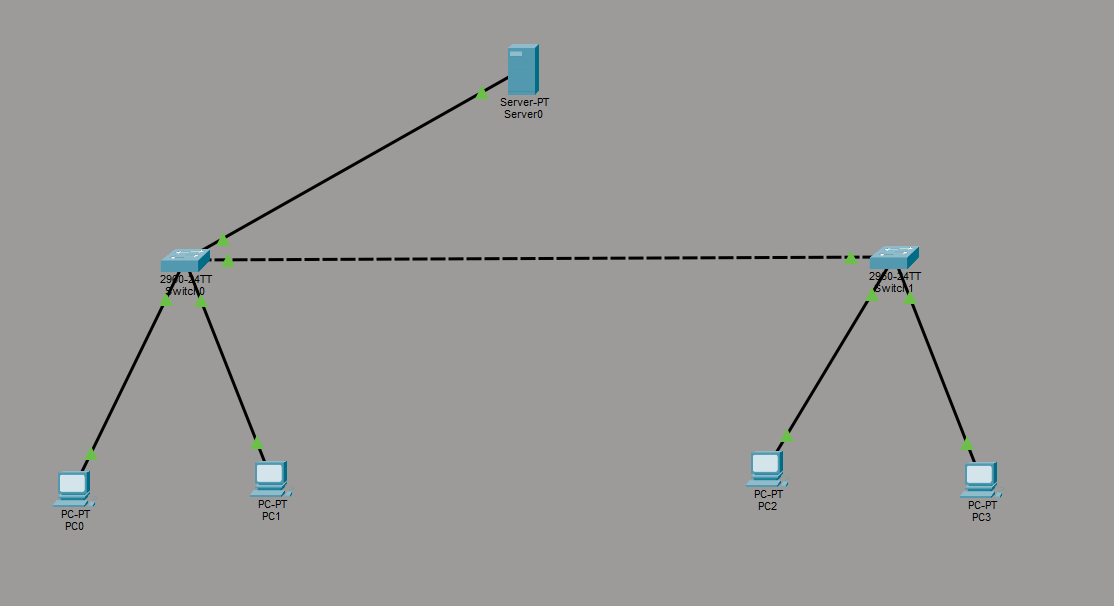 Server-PT
Server0
2960-24TT
Switch0
2960-24TT
Switch1
PC-PT
PC0
PC-PT
PC1
PC-PT
PC2
PC-PT
PC3